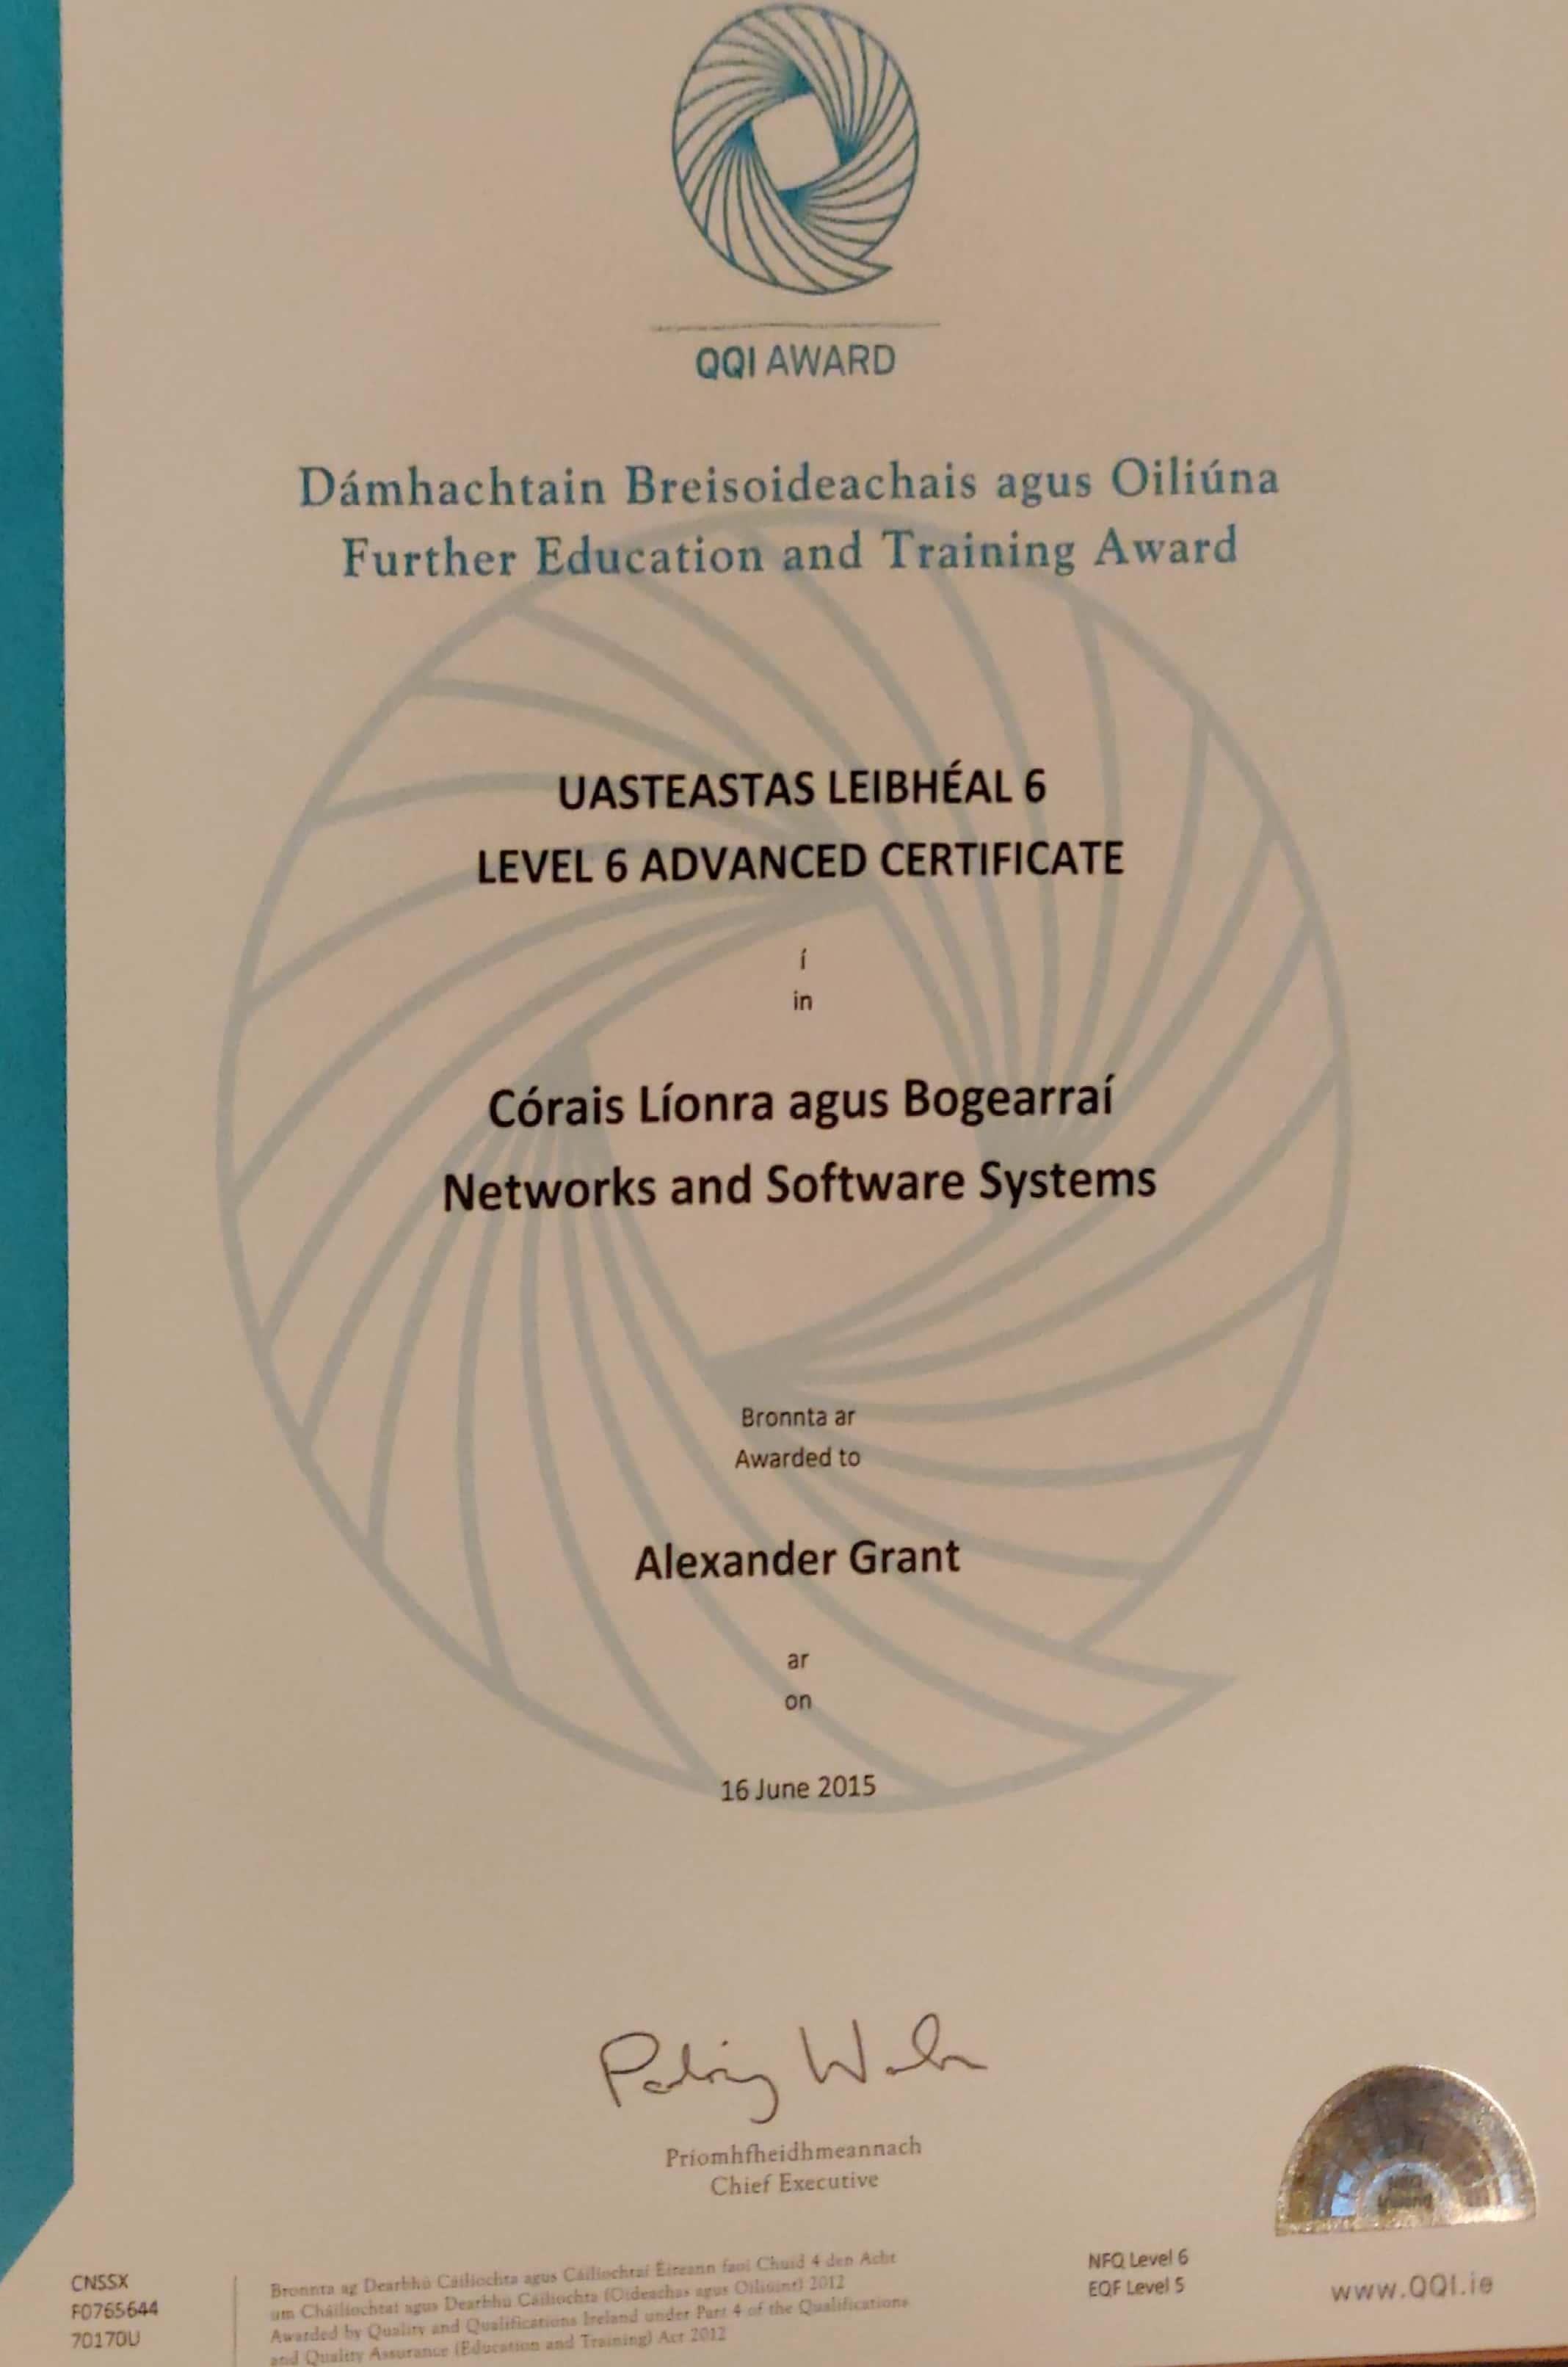 QQI AWARD
Dámhachtain Breisoideachais agus Oiliúna
Further Education and Training Award
UASTEASTAS LEIBHÉAL 6
LEVEL 6 ADVANCED CERTIFICATE
í
in
Córais Líonra agus Bogearraí
Networks and Software Systems
Bronnta ar
Awarded to
Alexander Grant
ar
on
16 June 2015
Príomhfheidhmeannach
Chief Executive
CNSSX
F0765644
70170U
Bronnta ag Dearbhú Cáilíochta agus Cáilíochtaí Éireann faoi Chuid 4 den Acht
um Cháilíochtaí agus Dearbhú Cáilíochta (Oideachas agus Oiliúint) 2012
Awarded by Quality and Qualifications Ireland under Part 4 of the Qualifications
and Quality Assurance (Education and Training) Act 2012
NFQ Level 6
EQF Level 5
www.QQI.ie